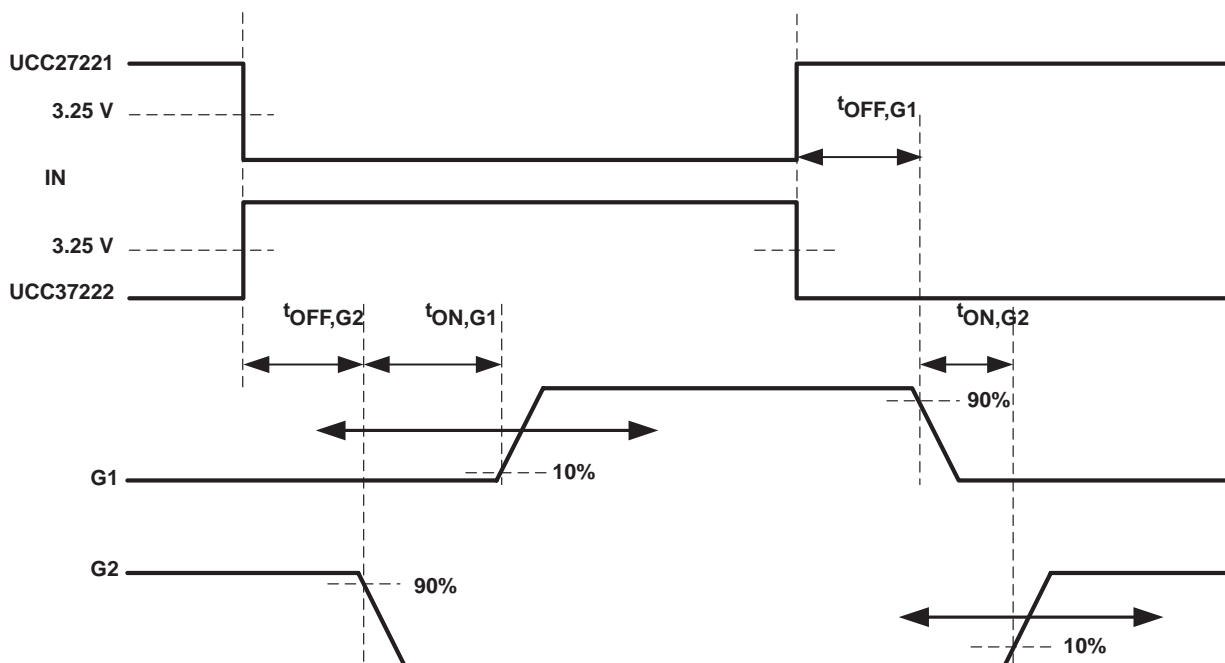 UCC27221
3.25 V
tOFF,G1
IN
3.25 V
UCC37222
tOFF,G2
tON,G1
tON,G2
90%
10%
G1
G2
90%
10%